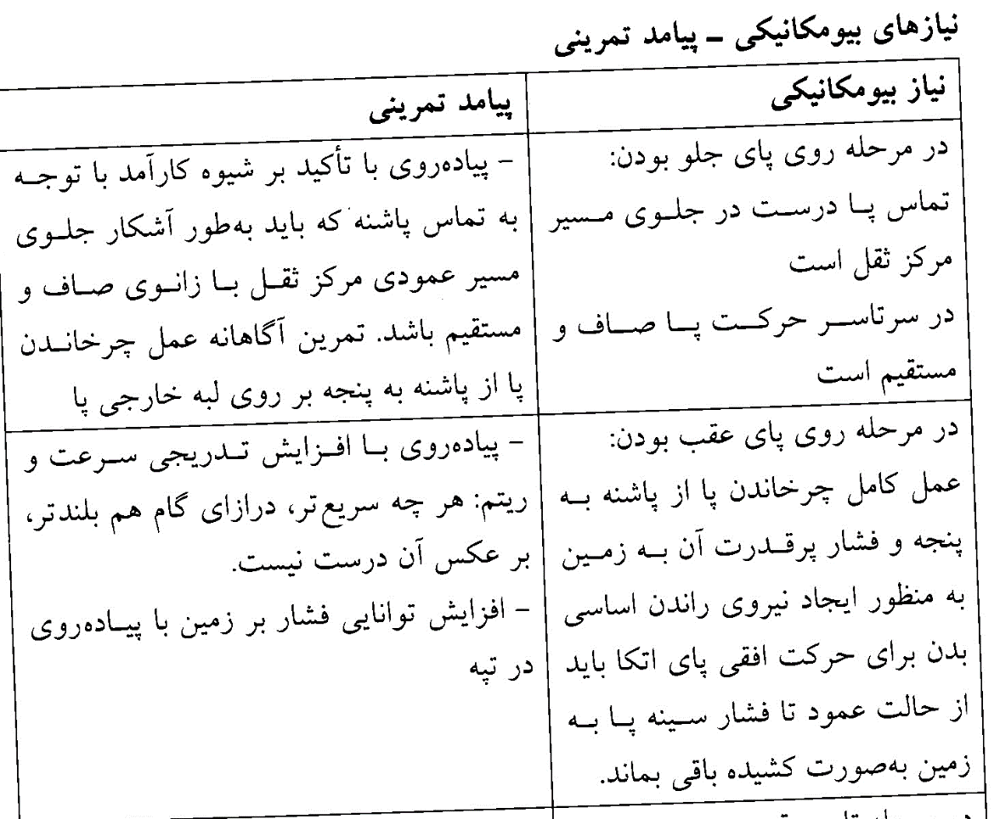 نیازهای بیومکانیکی – پیامد تمرینی
نیاز بیومکانیکی
پیامد تمرینی
در مرحله روی پای جلو بودن:
تماس پا درست در جلوی مسیر
مرکز ثقل است
در سرتاسر حرکت پا صاف و
مستقیم است
– پیاده‌روی با تأکید بر شیوه کارآمد با توجه
به تماس پاشنه که باید به‌طور آشکار جلوی
مسیر عمودی مرکز ثقل با زانوی صاف و
مستقیم باشد. تمرین آگاهانه عمل چرخاندن
پا از پاشنه به پنجه بر روی لبه خارجی پا
در مرحله روی پای عقب بودن:
عمل کامل چرخاندن پا از پاشنه به
پنجه و فشار پرقدرت آن به زمین
به منظور ایجاد نیروی راندن اساسی
بدن برای حرکت افقی پای اتکا باید
از حالت عمود تا فشار سینه پا به
زمین به‌صورت کشیده باقی بماند.
– پیاده‌روی با افزایش تدریجی سرعت و
ریتم: هر چه سریع‌تر، درازای گام هم بلندتر،
بر عکس آن درست نیست.
– افزایش توانایی فشار بر زمین با پیاده‌روی
در تپه